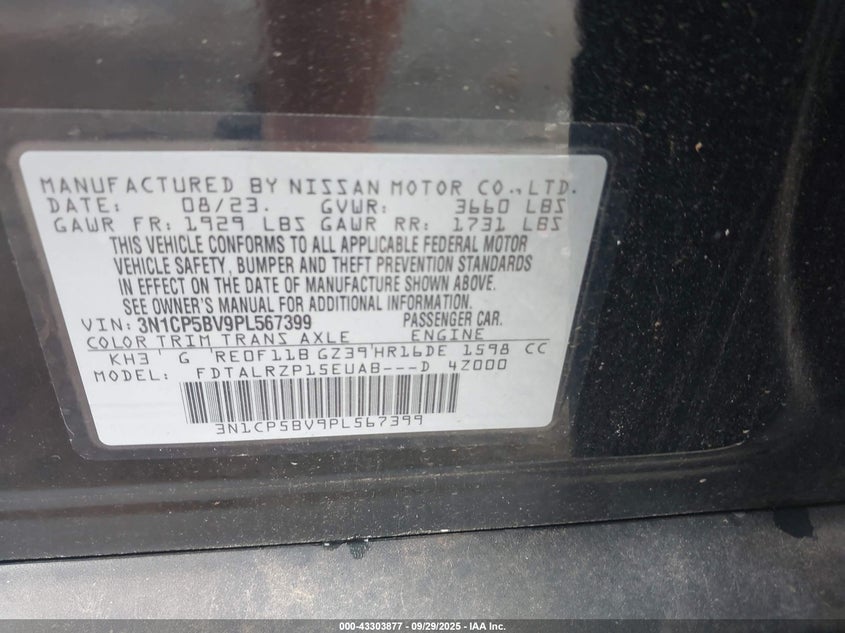 MANUFACTURED BY NISSAN MOTOR CO., LTD.
DATE: 08/23. GVWR: 3660 LBS
GAWR FR: 1929 LBS GAWR RR: 1731 LBS
THIS VEHICLE CONFORMS TO ALL APPLICABLE FEDERAL MOTOR
VEHICLE SAFETY, BUMPER AND THEFT PREVENTION STANDARDS
IN EFFECT ON THE DATE OF MANUFACTURE SHOWN ABOVE.
SEE OWNER'S MANUAL FOR ADDITIONAL INFORMATION.
VIN: 3N1CP5BV9PL567399 PASSENGER CAR.
COLOR TRIM TRANS AXLE ENGINE
KH3 ' G 'RE0F11B GZ39'HR16DE 1598 CC
MODEL: FDTALRZP15EUAB---D 4Z000
3N1CP5BV9PL567399
000-43303877 | 09/29/2025 | IAA Inc.